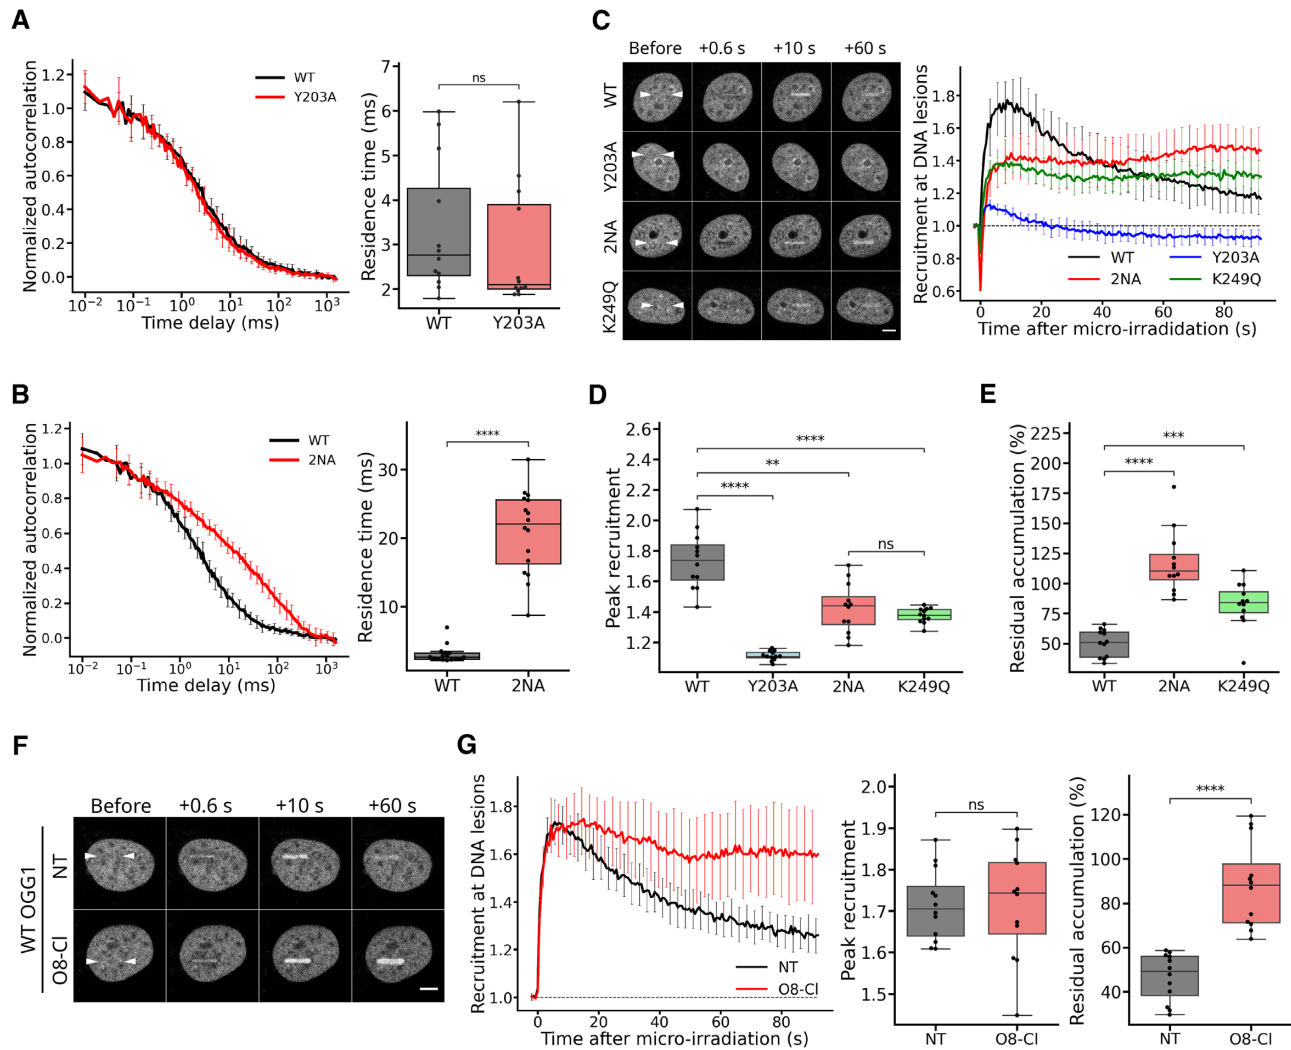 A
Normalized autocorrelation
1.2
1.0
0.8
0.6
0.4
0.2
0.0
WT
Y203A
10⁻² 10⁻¹ 10⁰ 10¹ 10² 10³
Time delay (ms)
Residence time (ms)
7
6
5
4
3
2
ns
WT Y203A
C
Before +0.6 s +10 s +60 s
WT
Y203A
2NA
K249Q
Recruitment at DNA lesions
1.8
1.6
1.4
1.2
1.0
0.8
0.6
WT Y203A
2NA K249Q
0 20 40 60 80
Time after micro-irradidation (s)
B
Normalized autocorrelation
1.2
1.0
0.8
0.6
0.4
0.2
0.0
WT
2NA
10⁻² 10⁻¹ 10⁰ 10¹ 10² 10³
Time delay (ms)
Residence time (ms)
30
20
10
****
WT 2NA
D
Peak recruitment
2.6
2.4
2.2
2.0
1.8
1.6
1.4
1.2
****
**
****
ns
WT Y203A 2NA K249Q
E
Residual accumulation (%)
225
200
175
150
125
100
75
50
***
****
WT 2NA K249Q
F
Before +0.6 s +10 s +60 s
WT OGG1
NT
O8-Cl
G
Recruitment at DNA lesions
1.8
1.6
1.4
1.2
1.0
NT
O8-Cl
0 20 40 60 80
Time after micro-irradiation (s)
Peak recruitment
2.0
1.9
1.8
1.7
1.6
1.5
ns
NT O8-Cl
Residual accumulation (%)
120
100
80
60
40
****
NT O8-Cl